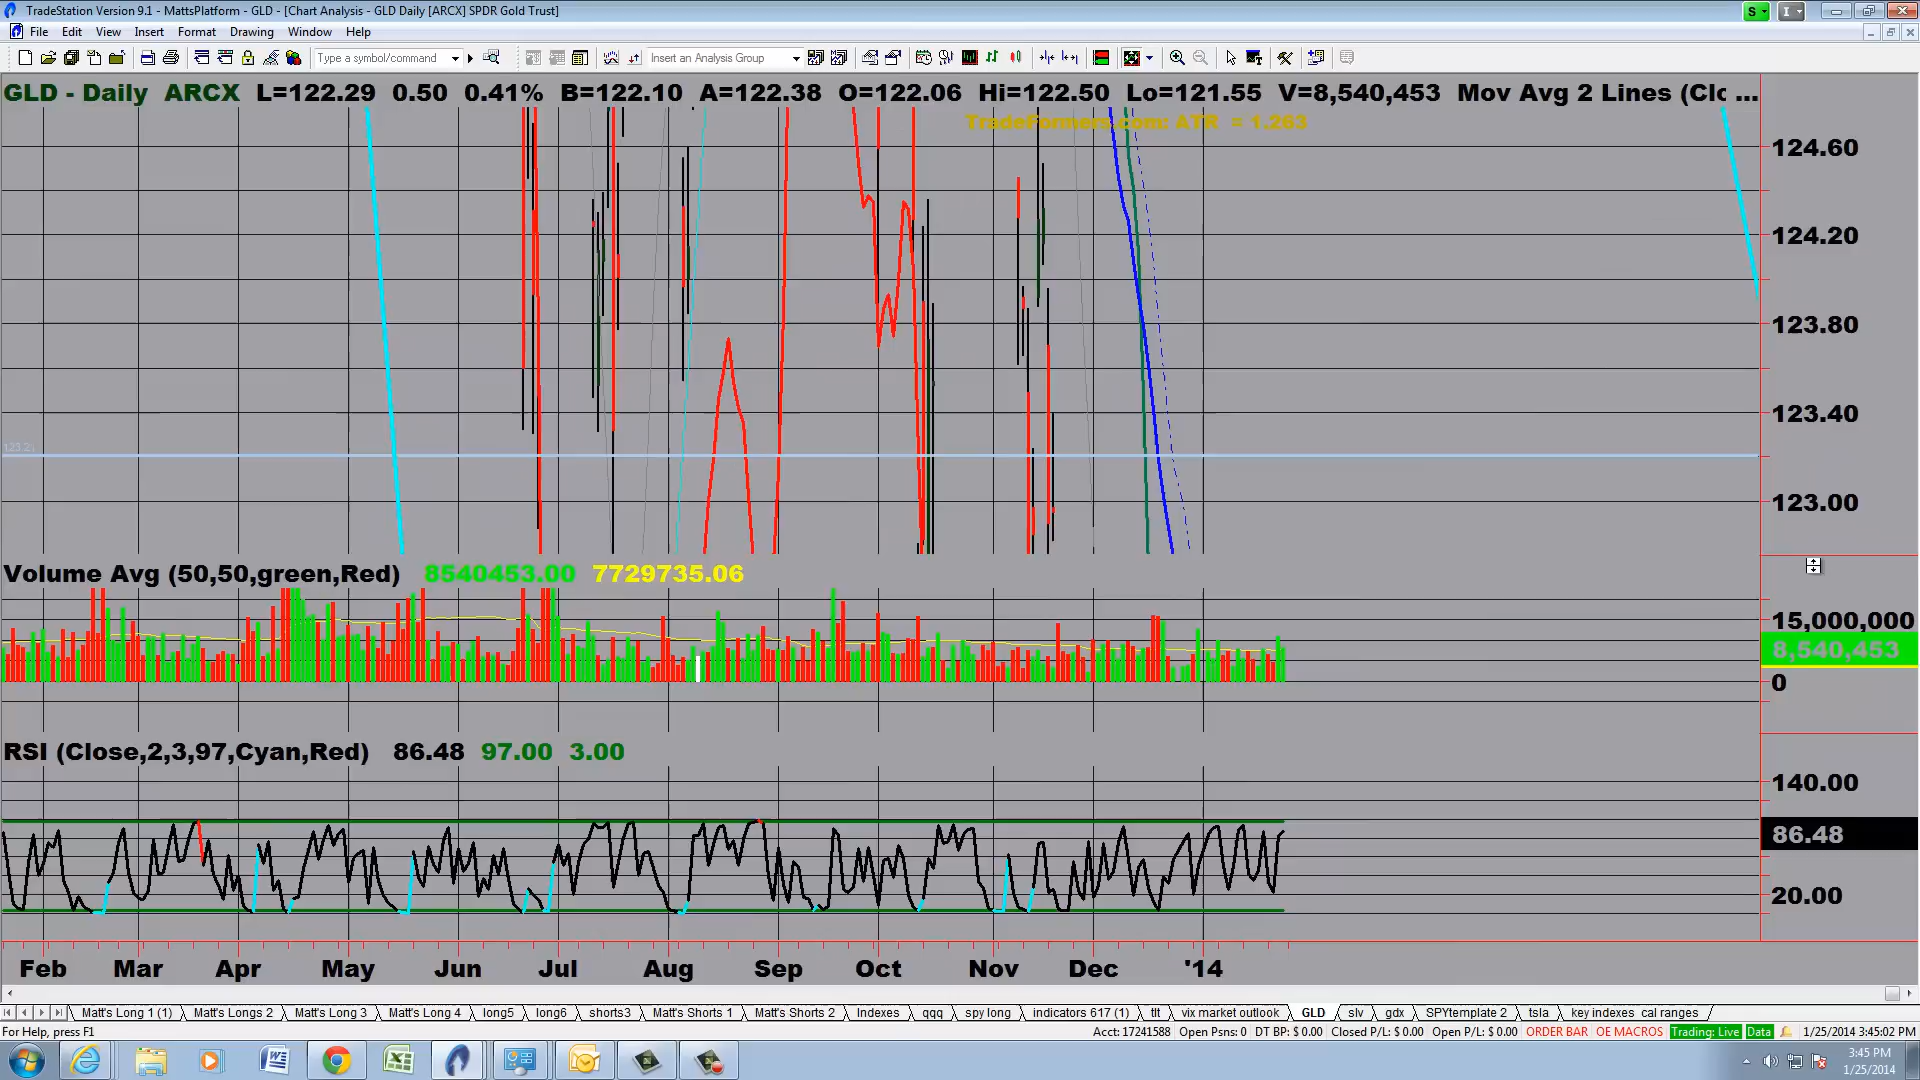 TradeStation Version 9.1 - MattsPlatform - GLD - [Chart Analysis - GLD Daily [ARCX] SPDR Gold Trust]
S
I
File Edit View Insert Format Drawing Window Help
Type a symbol/command
Insert an Analysis Group
GLD - Daily ARCX L=122.29 0.50 0.41% B=122.10 A=122.38 O=122.06 Hi=122.50 Lo=121.55 V=8,540,453 Mov Avg 2 Lines (Clc ...
TradeFormers.com: ATR = 1.263
124.60
124.20
123.80
123.40
123.21
123.00
Volume Avg (50,50,green,Red) 8540453.00 7729735.06
15,000,000
8,540,453
0
RSI (Close,2,3,97,Cyan,Red) 86.48 97.00 3.00
140.00
86.48
20.00
Feb Mar Apr May Jun Jul Aug Sep Oct Nov Dec '14
Matt's Long 1 (1) Matt's Longs 2 Matt's Long 3 Matt's Long 4 long5 long6 shorts3 Matt's Shorts 1 Matt's Shorts 2 Indexes qqq spy long indicators 617 (1) tlt vix market outlook GLD slv gdx SPYtemplate 2 tsla key indexes cal ranges
For Help, press F1
Acct: 17241588 Open Psns: 0 DT BP: $ 0.00 Closed P/L: $ 0.00 Open P/L: $ 0.00 ORDER BAR OE MACROS Trading: Live Data 1/25/2014 3:45:02 PM
3:45 PM
1/25/2014